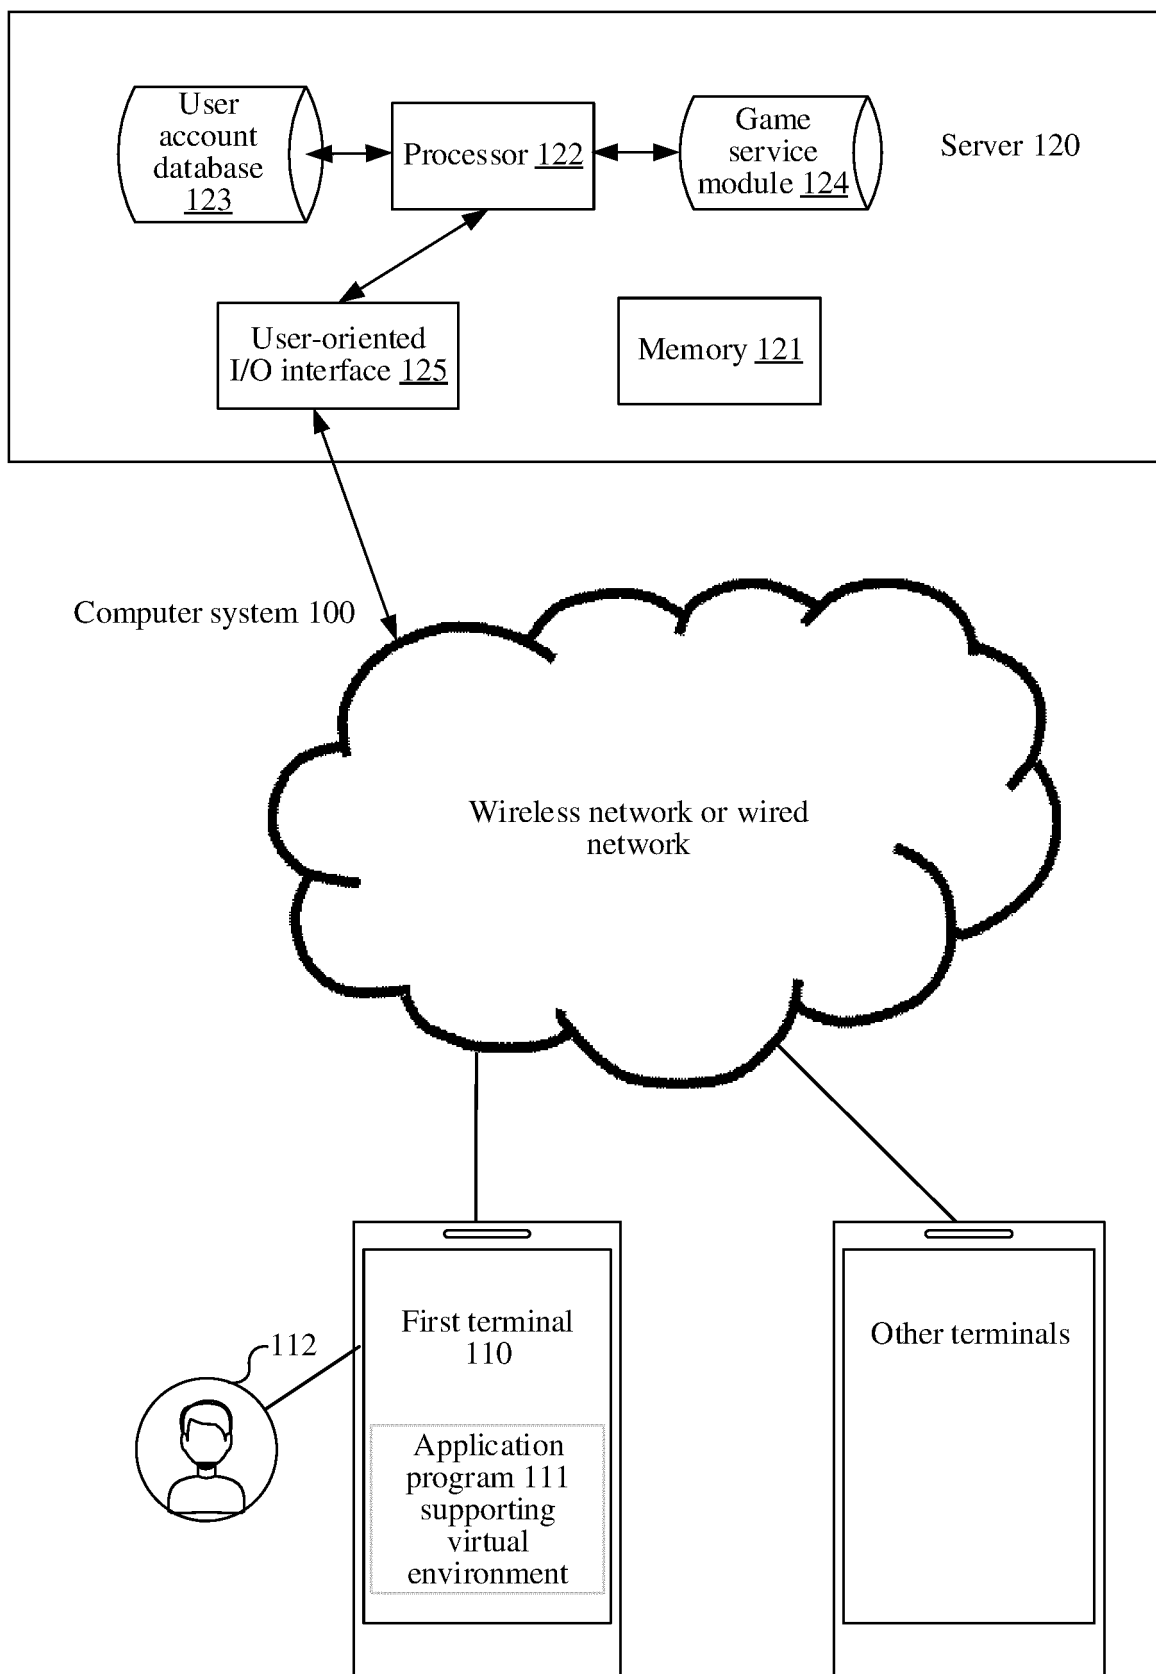 User
account
database
123
Processor 122
Game
service
module 124
Server 120
User-oriented
I/O interface 125
Memory 121
Computer system 100
Wireless network or wired
network
First terminal
110
Other terminals
112
Application
program 111
supporting
virtual
environment